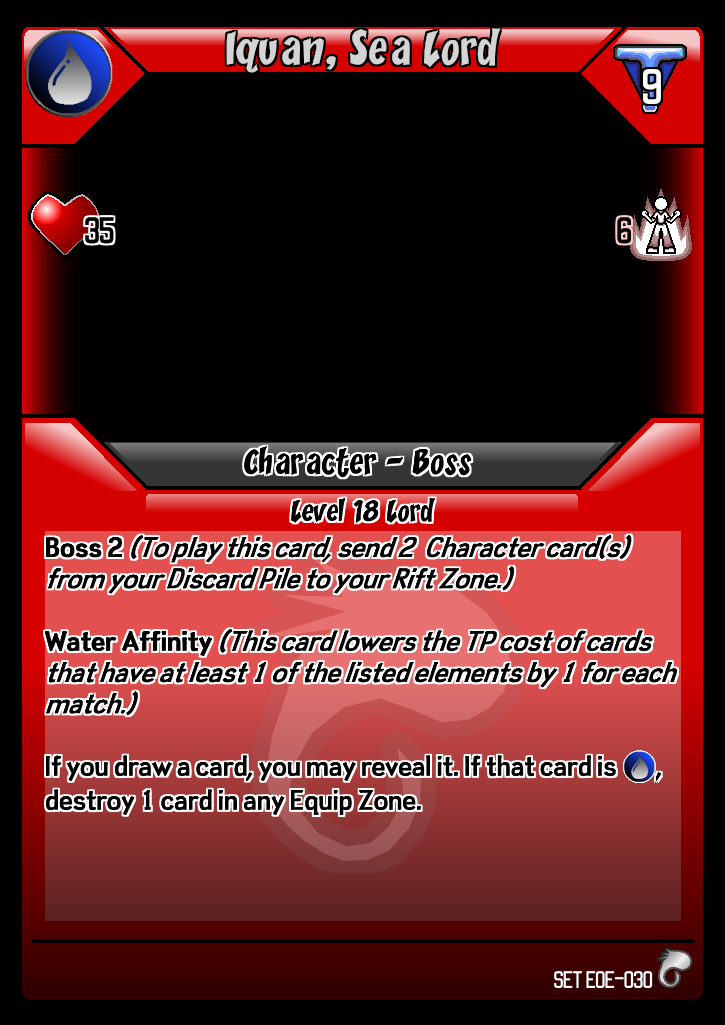 Iquan, Sea Lord
9
35
6
Character - Boss
Level 18 Lord
Boss 2 (To play this card, send 2 Character card(s)
from your Discard Pile to your Rift Zone.)
Water Affinity (This card lowers the TP cost of cards
that have at least 1 of the listed elements by 1 for each
match.)
If you draw a card, you may reveal it. If that card is ,
destroy 1 card in any Equip Zone.
SET EOE-030